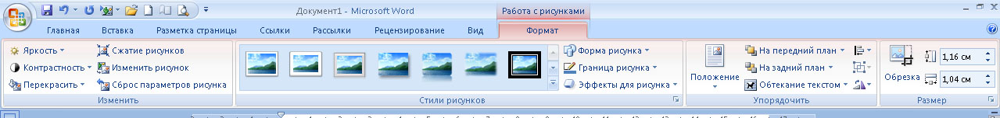 Документ1 - Microsoft Word
Работа с рисунками
Главная Вставка Разметка страницы Ссылки Рассылки Рецензирование Вид Формат
Яркость Сжатие рисунков Форма рисунка На передний план 1,16 см
Контрастность Изменить рисунок Граница рисунка На задний план
Перекрасить Сброс параметров рисунка Эффекты для рисунка Положение Обтекание текстом Обрезка 1,04 см
Изменить Стили рисунков Упорядочить Размер